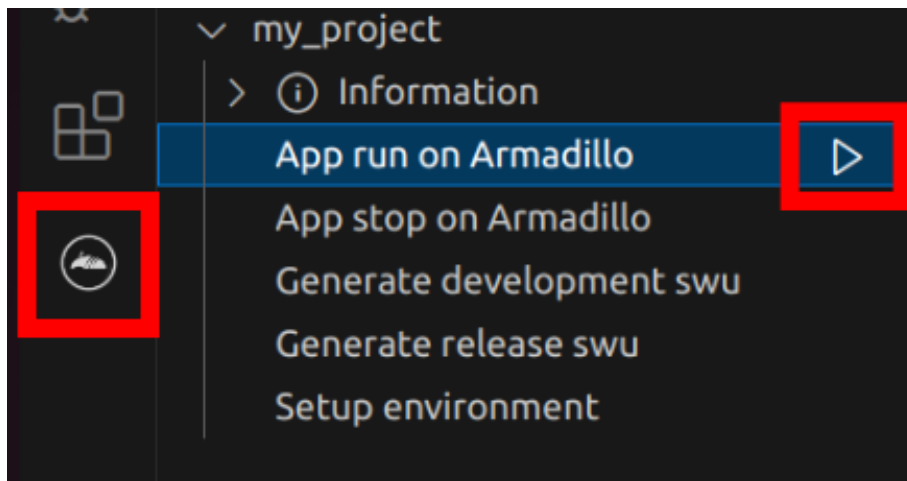 my_project
Information
App run on Armadillo
App stop on Armadillo
Generate development swu
Generate release swu
Setup environment